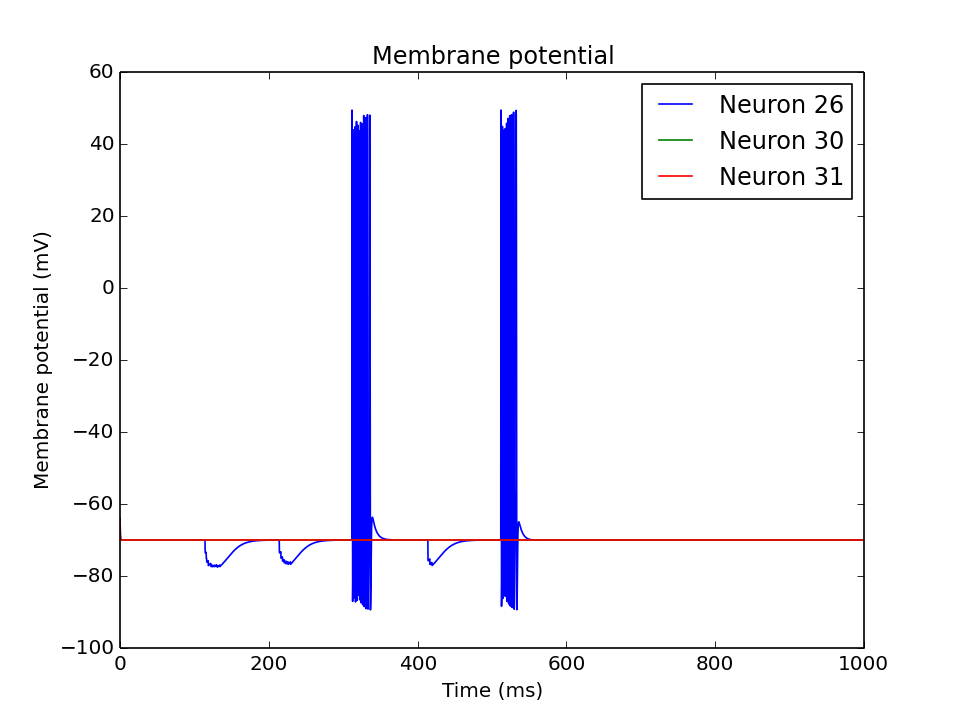 Membrane potential
60
40
20
0
−20
−40
−60
−80
−100
Membrane potential (mV)
Neuron 26
Neuron 30
Neuron 31
0 200 400 600 800 1000
Time (ms)